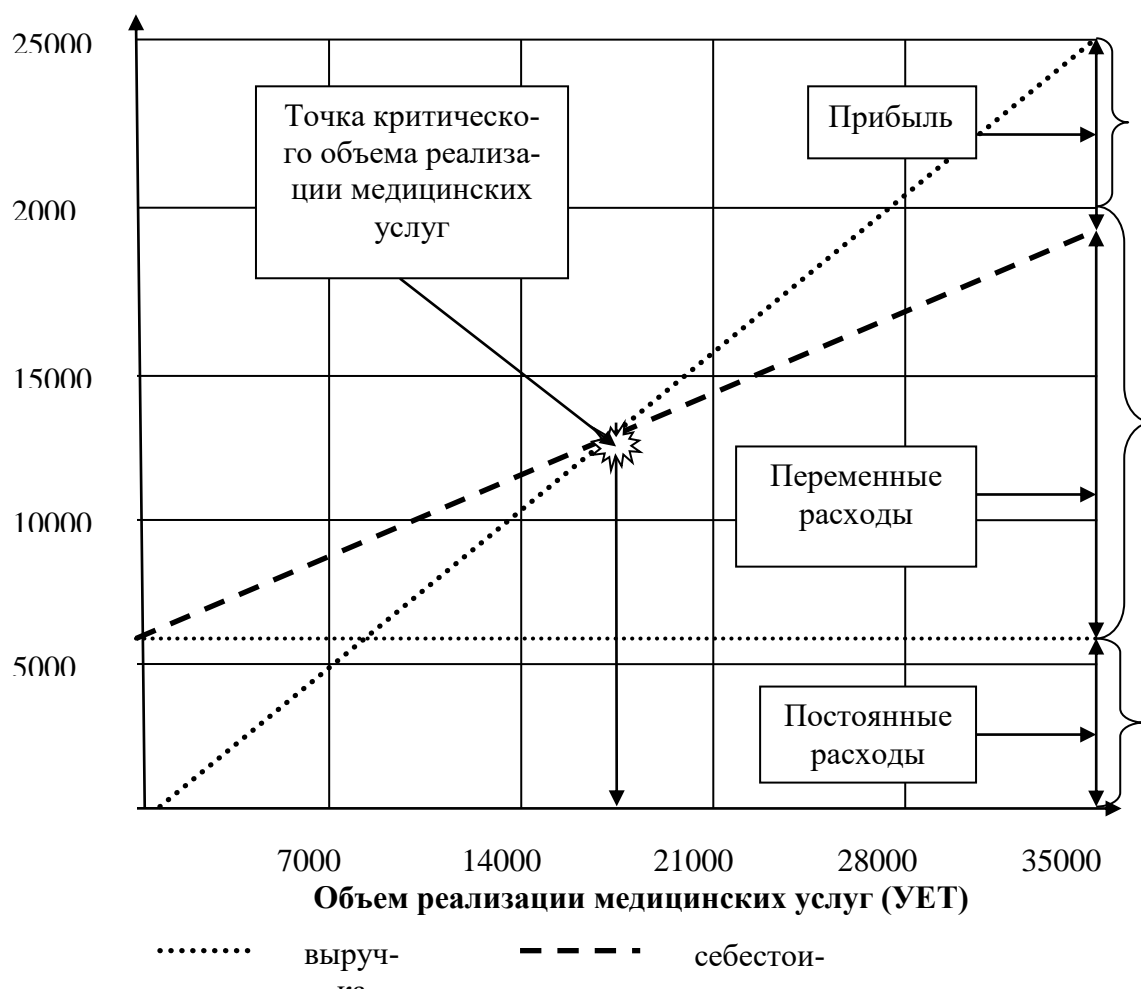 25000
Точка критическо-
го объема реализа-
ции медицинских
услуг
Прибыль
2000
15000
Переменные
расходы
10000
5000
Постоянные
расходы
7000 14000 21000 28000 35000
Объем реализации медицинских услуг (УЕТ)
выруч- себестои-